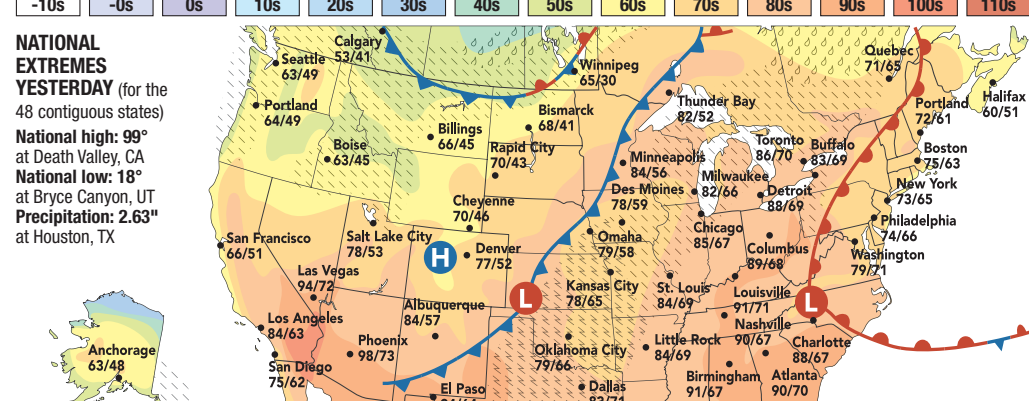 -10s -0s 0s 10s 20s 30s 40s 50s 60s 70s 80s 90s 100s 110s
NATIONAL
EXTREMES
YESTERDAY (for the
48 contiguous states)
National high: 99°
at Death Valley, CA
National low: 18°
at Bryce Canyon, UT
Precipitation: 2.63"
at Houston, TX
Calgary
53/41
Seattle
63/49
Winnipeg
65/30
Quebec
71/65
Portland
64/49
Bismarck
68/41
Thunder Bay
82/52
Portland
72/61
Halifax
60/51
Billings
66/45
Boise
63/45
Rapid City
70/43
Minneapolis
84/56
Toronto
86/70
Buffalo
83/69
Boston
75/63
Milwaukee
82/66
Des Moines
78/59
Detroit
88/69
New York
73/65
Cheyenne
70/46
Philadelphia
74/66
Chicago
85/67
San Francisco
66/51
Salt Lake City
78/53
H
Denver
77/52
Omaha
79/58
Columbus
89/68
Washington
79/71
Las Vegas
94/72
Kansas City
78/65
St. Louis
84/69
Louisville
91/71
L
L
Albuquerque
84/57
Los Angeles
84/63
Nashville
90/67
Phoenix
98/73
Oklahoma City
79/66
Little Rock
84/69
Charlotte
88/67
Anchorage
63/48
San Diego
75/62
Birmingham
91/67
Atlanta
90/70
El Paso
Dallas